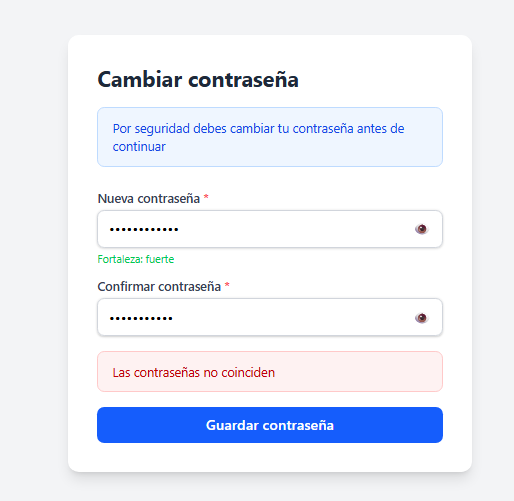 Cambiar contraseña
Por seguridad debes cambiar tu contraseña antes de
continuar
Nueva contraseña *
••••••••••••
Fortaleza: fuerte
Confirmar contraseña *
•••••••••••
Las contraseñas no coinciden
Guardar contraseña